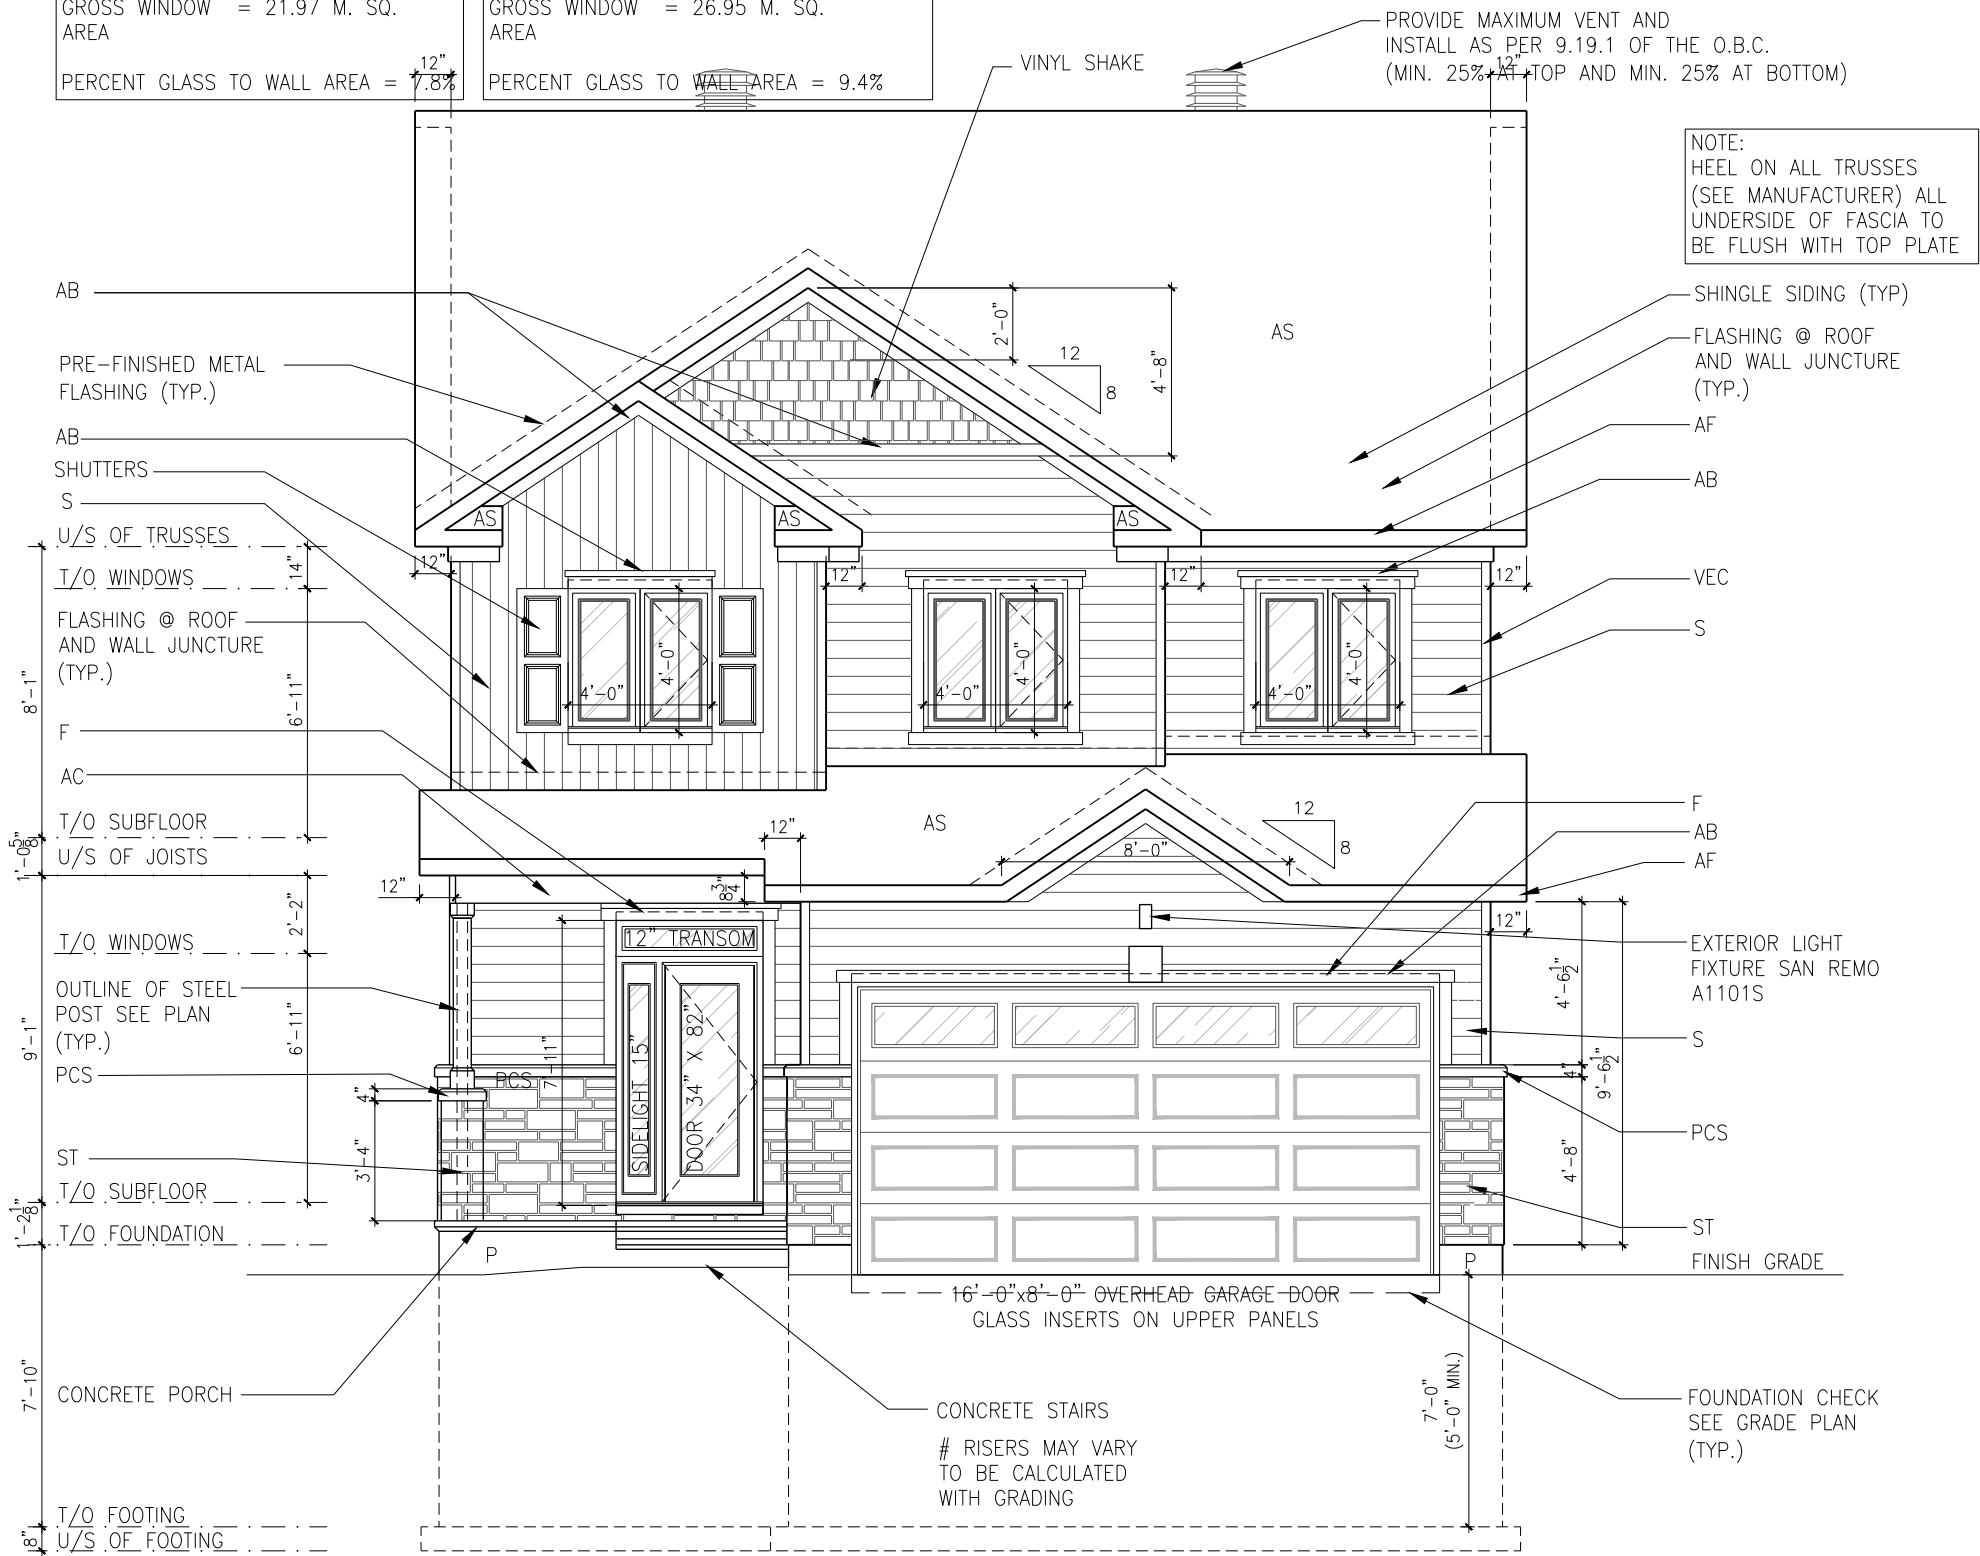 GROSS WINDOW = 21.97 M. SQ.
AREA
PERCENT GLASS TO WALL AREA = 7.8%
GROSS WINDOW = 26.95 M. SQ.
AREA
PERCENT GLASS TO WALL AREA = 9.4%
12"
VINYL SHAKE
PROVIDE MAXIMUM VENT AND
INSTALL AS PER 9.19.1 OF THE O.B.C.
(MIN. 25% AT TOP AND MIN. 25% AT BOTTOM)
12"
NOTE:
HEEL ON ALL TRUSSES
(SEE MANUFACTURER) ALL
UNDERSIDE OF FASCIA TO
BE FLUSH WITH TOP PLATE
AB
PRE-FINISHED METAL
FLASHING (TYP.)
AB
SHUTTERS
S
U/S OF TRUSSES
T/O WINDOWS
FLASHING @ ROOF
AND WALL JUNCTURE
(TYP.)
F
AC
T/O SUBFLOOR
U/S OF JOISTS
T/O WINDOWS
OUTLINE OF STEEL
POST SEE PLAN
(TYP.)
PCS
ST
T/O SUBFLOOR
T/O FOUNDATION
CONCRETE PORCH
T/O FOOTING
U/S OF FOOTING
8'-1"
1'-0 5/8"
9'-1"
1'-2 1/8"
7'-10"
8"
14"
6'-11"
2'-2"
6'-11"
4"
3'-4"
2'-0"
4'-8"
12
8
AS
AS
AS
AS
12"
12"
12"
12"
4'-0"
4'-0"
4'-0"
4'-0"
4'-0"
4'-0"
AS
12"
12
8
8'-0"
12"
8 3/4"
12"
12" TRANSOM
SIDELIGHT 15"
DOOR 34" X 82"
7'-11"
PCS
P
P
16'-0"x8'-0" OVERHEAD GARAGE DOOR
GLASS INSERTS ON UPPER PANELS
CONCRETE STAIRS
# RISERS MAY VARY
TO BE CALCULATED
WITH GRADING
7'-0"
(5'-0" MIN.)
4'-6 1/2"
4"
4'-8"
9'-6 1/2"
SHINGLE SIDING (TYP)
FLASHING @ ROOF
AND WALL JUNCTURE
(TYP.)
AF
AB
VEC
S
F
AB
AF
EXTERIOR LIGHT
FIXTURE SAN REMO
A1101S
S
PCS
ST
FINISH GRADE
FOUNDATION CHECK
SEE GRADE PLAN
(TYP.)